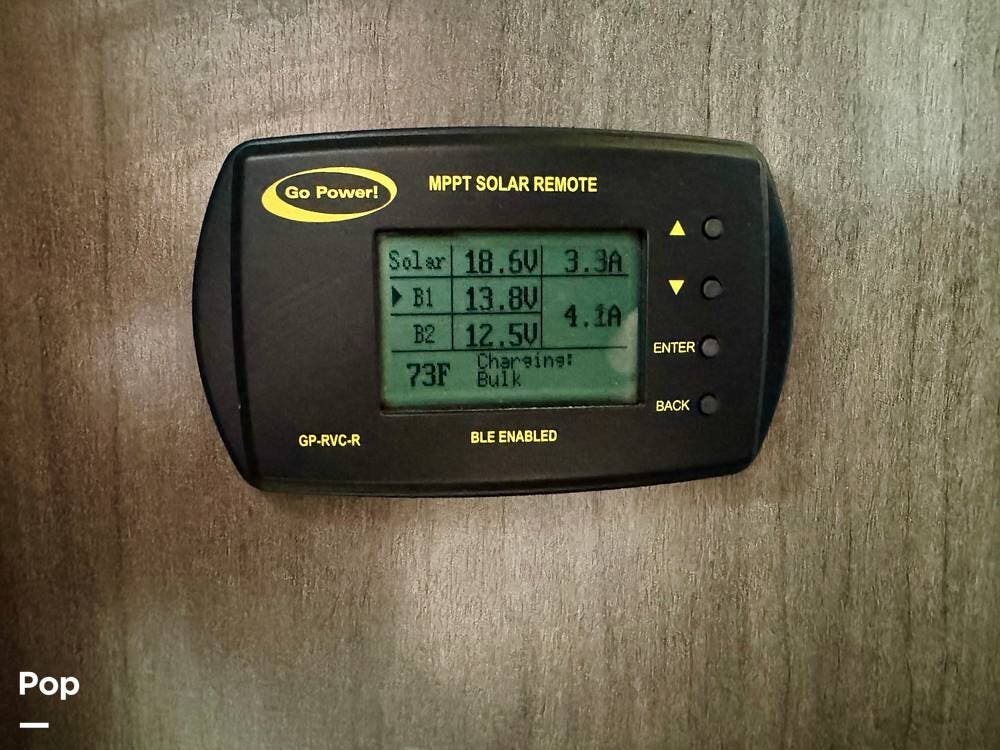 Go Power!
MPPT SOLAR REMOTE
Solar 18.6V 3.3A
B1 13.8V
4.1A
B2 12.5V
73F Charging:
Bulk
ENTER
BACK
GP-RVC-R
BLE ENABLED
Pop